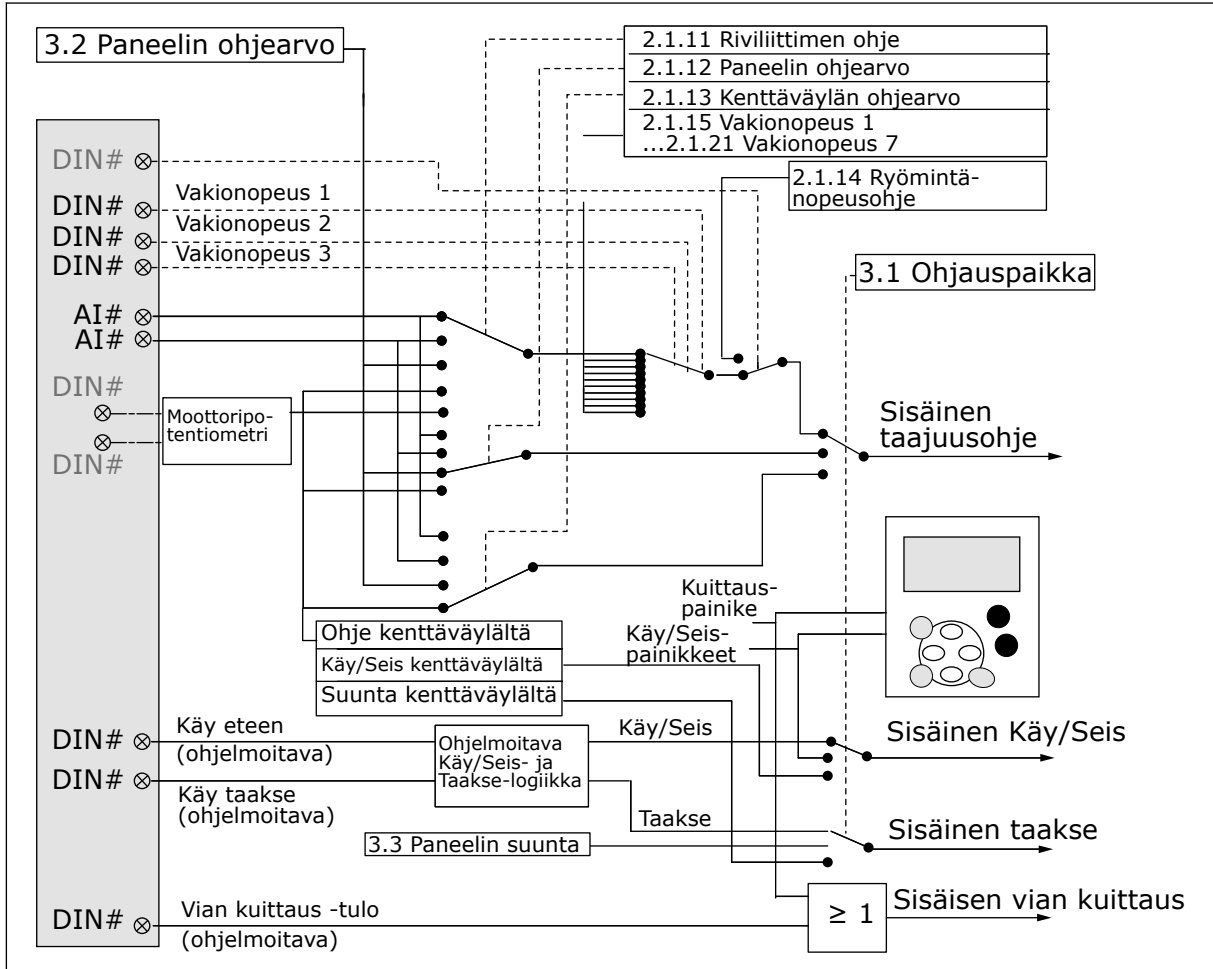 3.2 Paneelin ohjearvo
2.1.11 Riviliittimen ohje
2.1.12 Paneelin ohjearvo
2.1.13 Kenttäväylän ohjearvo
2.1.15 Vakionopeus 1
...2.1.21 Vakionopeus 7
2.1.14 Ryömintä-
nopeusohje
3.1 Ohjauspaikka
DIN#
DIN#
Vakionopeus 1
DIN#
Vakionopeus 2
DIN#
Vakionopeus 3
AI#
AI#
DIN#
Moottoripo-
tentiometri
DIN#
Sisäinen
taajuusohje
Kuittaus-
painike
Käy/Seis-
painikkeet
Ohje kenttäväylältä
Käy/Seis kenttäväylältä
Suunta kenttäväylältä
DIN#
Käy eteen
(ohjelmoitava)
DIN#
Käy taakse
(ohjelmoitava)
Ohjelmoitava
Käy/Seis- ja
Taakse-logiikka
Käy/Seis
Sisäinen Käy/Seis
Taakse
3.3 Paneelin suunta
Sisäinen taakse
DIN#
Vian kuittaus -tulo
(ohjelmoitava)
≥ 1
Sisäisen vian kuittaus